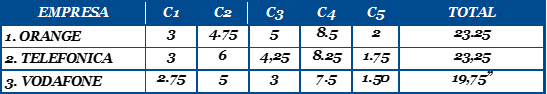 EMPRESA C1 C2 C3 C4 C5 TOTAL
1. ORANGE 3 4.75 5 8.5 2 23.25
2. TELEFONICA 3 6 4,25 8.25 1.75 23,25
3. VODAFONE 2.75 5 3 7.5 1.50 19,75”